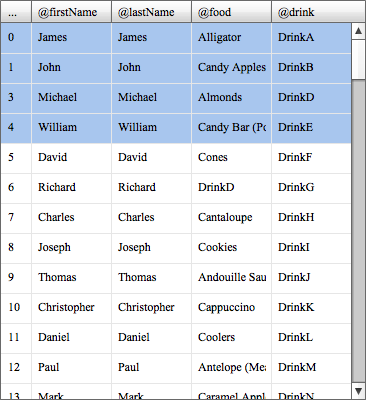 ... @firstName @lastName @food @drink
0 James James Alligator DrinkA
1 John John Candy Apples DrinkB
3 Michael Michael Almonds DrinkD
4 William William Candy Bar (Po DrinkE
5 David David Cones DrinkF
6 Richard Richard DrinkD DrinkG
7 Charles Charles Cantaloupe DrinkH
8 Joseph Joseph Cookies DrinkI
9 Thomas Thomas Andouille Sau DrinkJ
10 Christopher Christopher Cappuccino DrinkK
11 Daniel Daniel Coolers DrinkL
12 Paul Paul Antelope (Mea DrinkM
13 Mark Mark Caramel Appl DrinkN